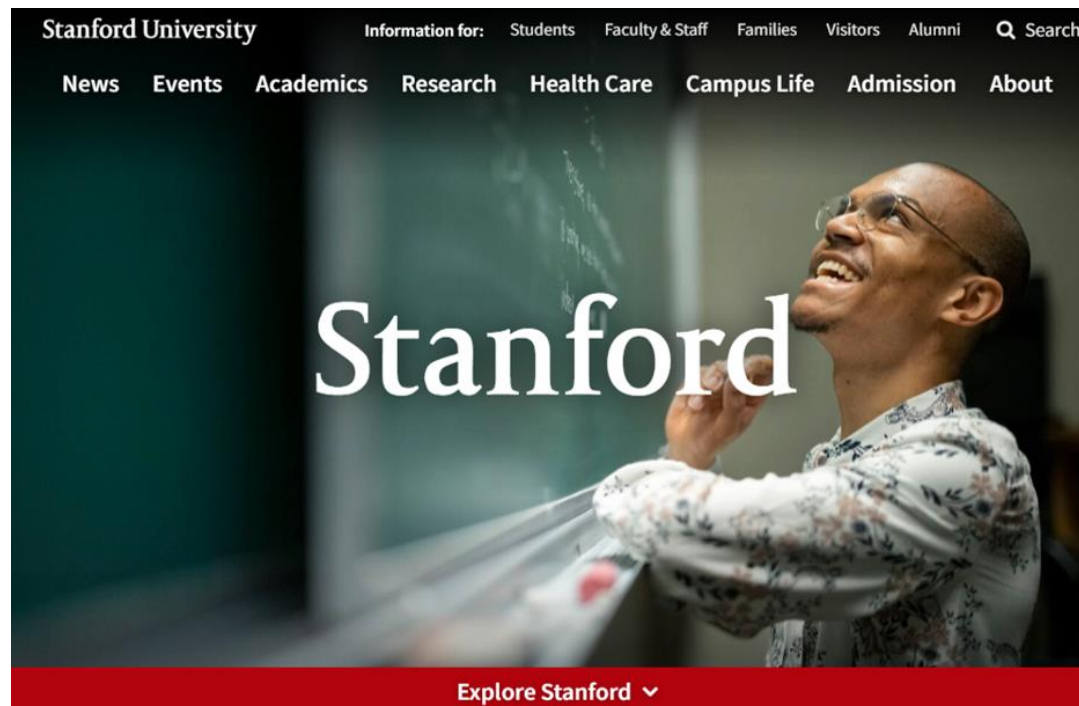 Stanford University Information for: Students Faculty & Staff Families Visitors Alumni Search
News Events Academics Research Health Care Campus Life Admission About
Stanford
Explore Stanford